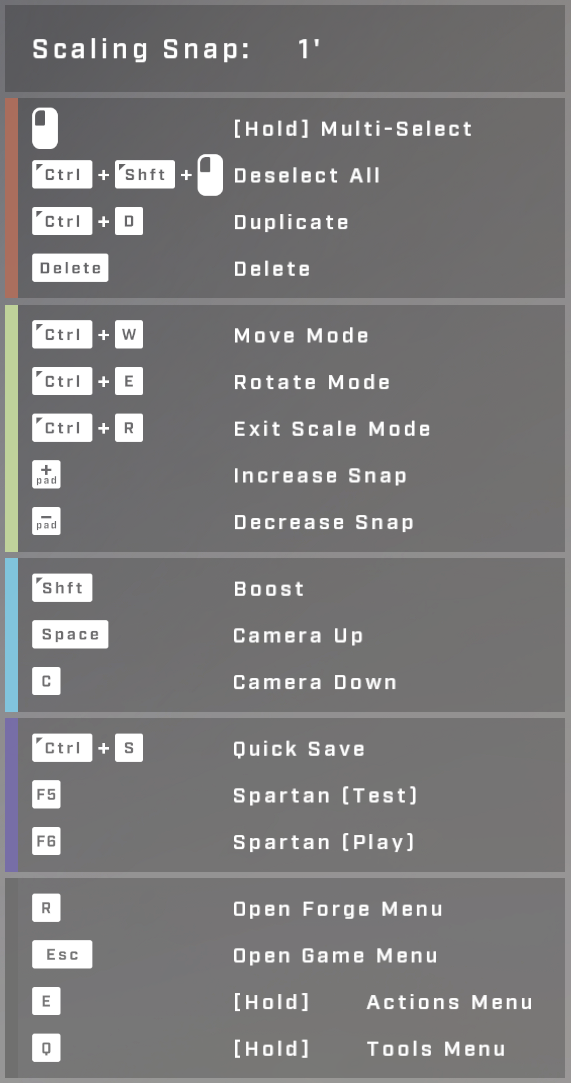 Scaling Snap: 1'
[Hold] Multi-Select
Ctrl + Shft + Deselect All
Ctrl + D Duplicate
Delete Delete
Ctrl + W Move Mode
Ctrl + E Rotate Mode
Ctrl + R Exit Scale Mode
+ pad Increase Snap
− pad Decrease Snap
Shft Boost
Space Camera Up
C Camera Down
Ctrl + S Quick Save
F5 Spartan (Test)
F6 Spartan (Play)
R Open Forge Menu
Esc Open Game Menu
E [Hold] Actions Menu
Q [Hold] Tools Menu